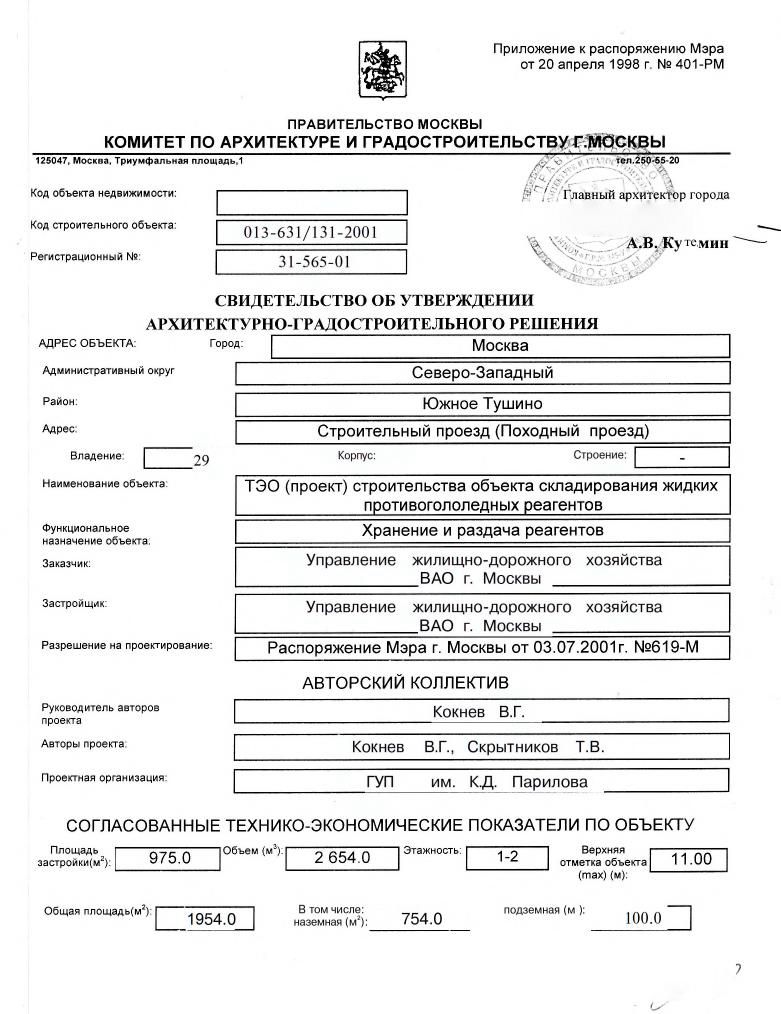 Приложение к распоряжению Мэра
от 20 апреля 1998 г. № 401-РМ
ПРАВИТЕЛЬСТВО МОСКВЫ
КОМИТЕТ ПО АРХИТЕКТУРЕ И ГРАДОСТРОИТЕЛЬСТВУ Г.МОСКВЫ
125047, Москва, Триумфальная площадь,1 тел.250-55-20
Код объекта недвижимости: Главный архитектор города
Код строительного объекта: 013-631/131-2001
А.В. Кутемин
Регистрационный №: 31-565-01
МОСКВЫ
СВИДЕТЕЛЬСТВО ОБ УТВЕРЖДЕНИИ
АРХИТЕКТУРНО-ГРАДОСТРОИТЕЛЬНОГО РЕШЕНИЯ
АДРЕС ОБЪЕКТА: Город: Москва
Административный округ Северо-Западный
Район: Южное Тушино
Адрес: Строительный проезд (Походный проезд)
Владение: 29 Корпус: Строение: -
Наименование объекта: ТЭО (проект) строительства объекта складирования жидких
противогололедных реагентов
Функциональное
назначение объекта: Хранение и раздача реагентов
Заказчик: Управление жилищно-дорожного хозяйства
ВАО г. Москвы
Застройщик: Управление жилищно-дорожного хозяйства
ВАО г. Москвы
Разрешение на проектирование: Распоряжение Мэра г. Москвы от 03.07.2001г. №619-М
АВТОРСКИЙ КОЛЛЕКТИВ
Руководитель авторов
проекта Кокнев В.Г.
Авторы проекта: Кокнев В.Г., Скрытников Т.В.
Проектная организация: ГУП им. К.Д. Парилова
СОГЛАСОВАННЫЕ ТЕХНИКО-ЭКОНОМИЧЕСКИЕ ПОКАЗАТЕЛИ ПО ОБЪЕКТУ
Площадь
застройки(м²): 975.0 Объем (м³): 2 654.0 Этажность: 1-2 Верхняя
отметка объекта
(max) (м): 11.00
Общая площадь(м²): 1954.0 В том числе:
наземная (м²): 754.0 подземная (м ): 100.0